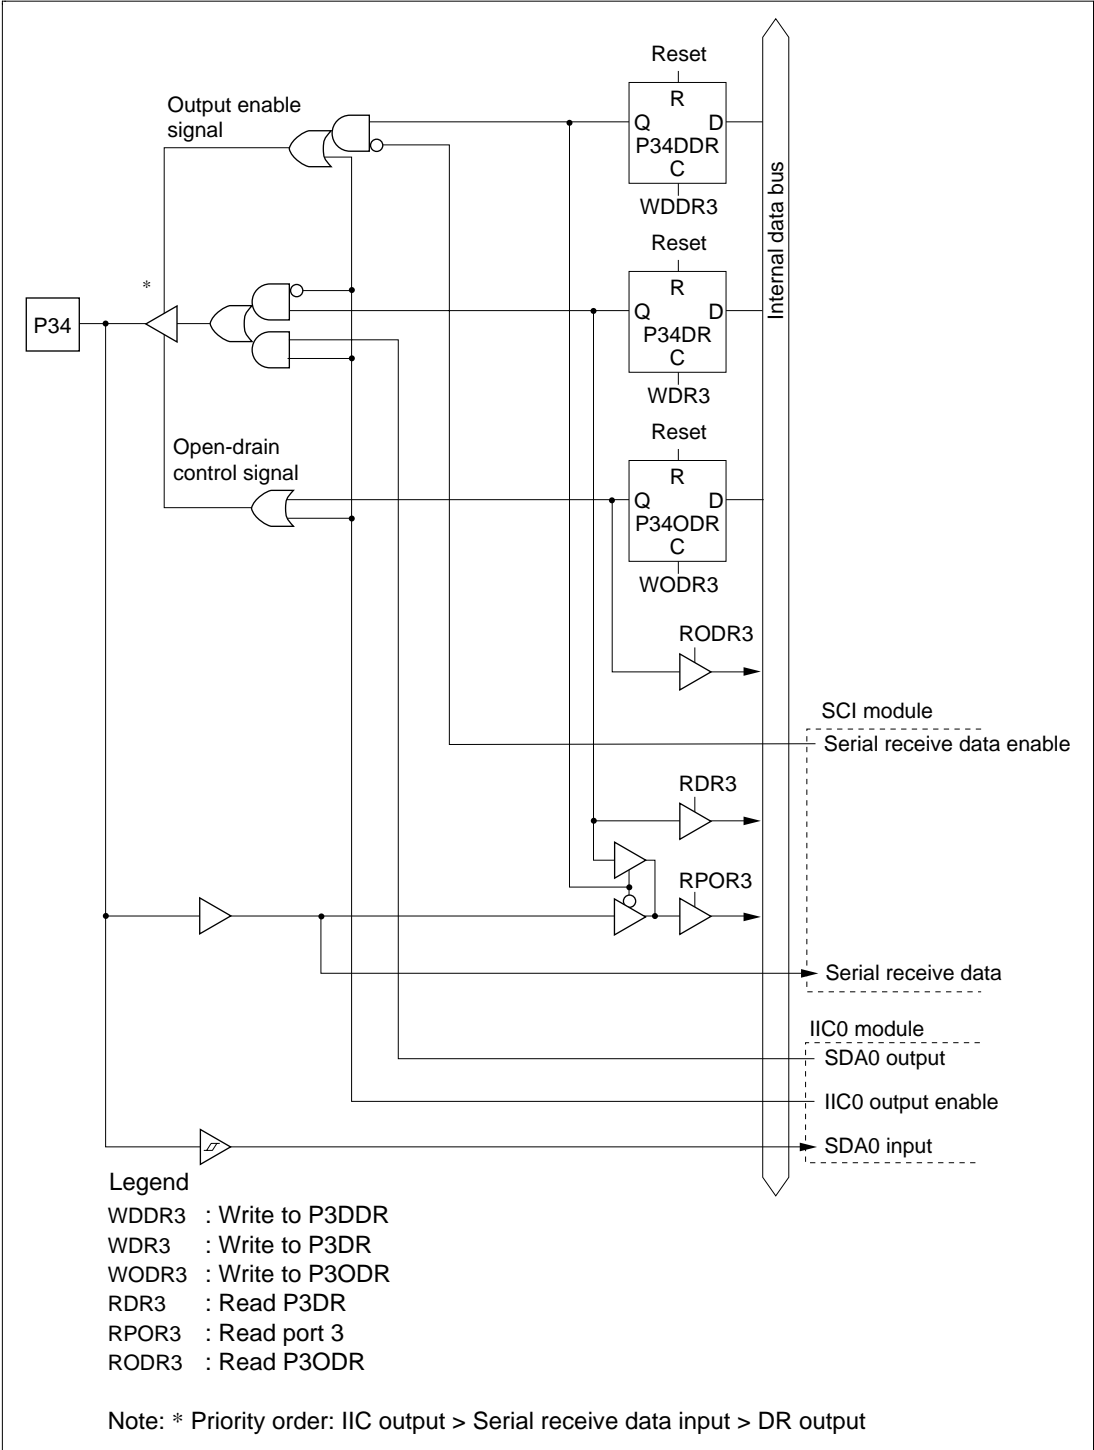 Reset
R
Q D
P34DDR
C
WDDR3
Output enable
signal
Internal data bus
Reset
R
Q D
P34DR
C
WDR3
*
P34
Reset
R
Q D
P34ODR
C
WODR3
Open-drain
control signal
RODR3
SCI module
Serial receive data enable
RDR3
RPOR3
Serial receive data
IIC0 module
SDA0 output
IIC0 output enable
SDA0 input
Legend
WDDR3 : Write to P3DDR
WDR3 : Write to P3DR
WODR3 : Write to P3ODR
RDR3 : Read P3DR
RPOR3 : Read port 3
RODR3 : Read P3ODR
Note: * Priority order: IIC output > Serial receive data input > DR output